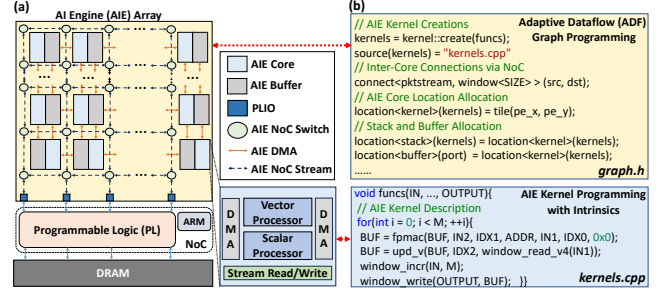 (a)
AI Engine (AIE) Array
AIE Core
AIE Buffer
PLIO
AIE NoC Switch
AIE DMA
AIE NoC Stream
Programmable Logic (PL)
ARM
NoC
DRAM
DMA
Vector
Processor
Scalar
Processor
DMA
Stream Read/Write
(b)
// AIE Kernel Creations
Adaptive Dataflow (ADF)
Graph Programming
kernels = kernel::create(funcs);
source(kernels) = "kernels.cpp"
// Inter-Core Connections via NoC
connect<pktstream, window<SIZE> > (src, dst);
// AIE Core Location Allocation
location<kernel>(kernels) = tile(pe_x, pe_y);
// Stack and Buffer Allocation
location<stack>(kernels) = location<kernel>(kernels);
location<buffer>(port) = location<kernel>(kernels);
......
graph.h
void funcs(IN, ..., OUTPUT){
AIE Kernel Programming
with Intrinsics
// AIE Kernel Description
for(int i = 0; i < M; ++i){
BUF = fpmac(BUF, IN2, IDX1, ADDR, IN1, IDX0, 0x0);
BUF = upd_v(BUF, IDX2, window_read_v4(IN1));
window_incr(IN, M);
window_write(OUTPUT, BUF); }}
kernels.cpp